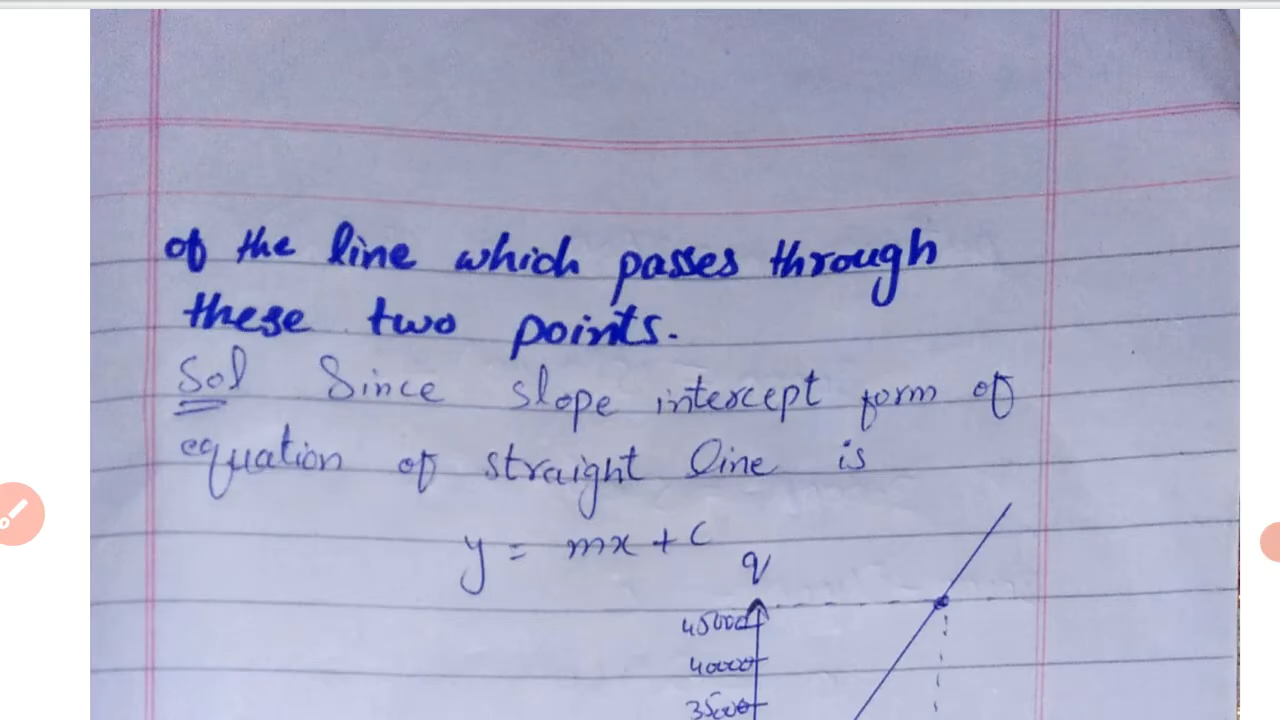 of the line which passes through
these two points.
Sol Since slope intercept form of
equation of straight line is
y = mx + c
q
45000
40000
35000